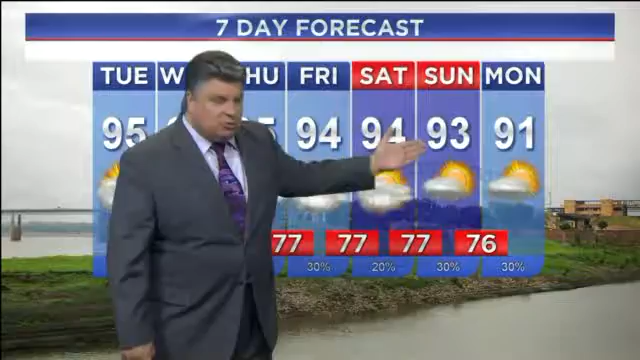 7 DAY FORECAST
TUE FRI SAT SUN MON
95 94 94 93 91
77 77 77 76
30% 20% 30% 30%